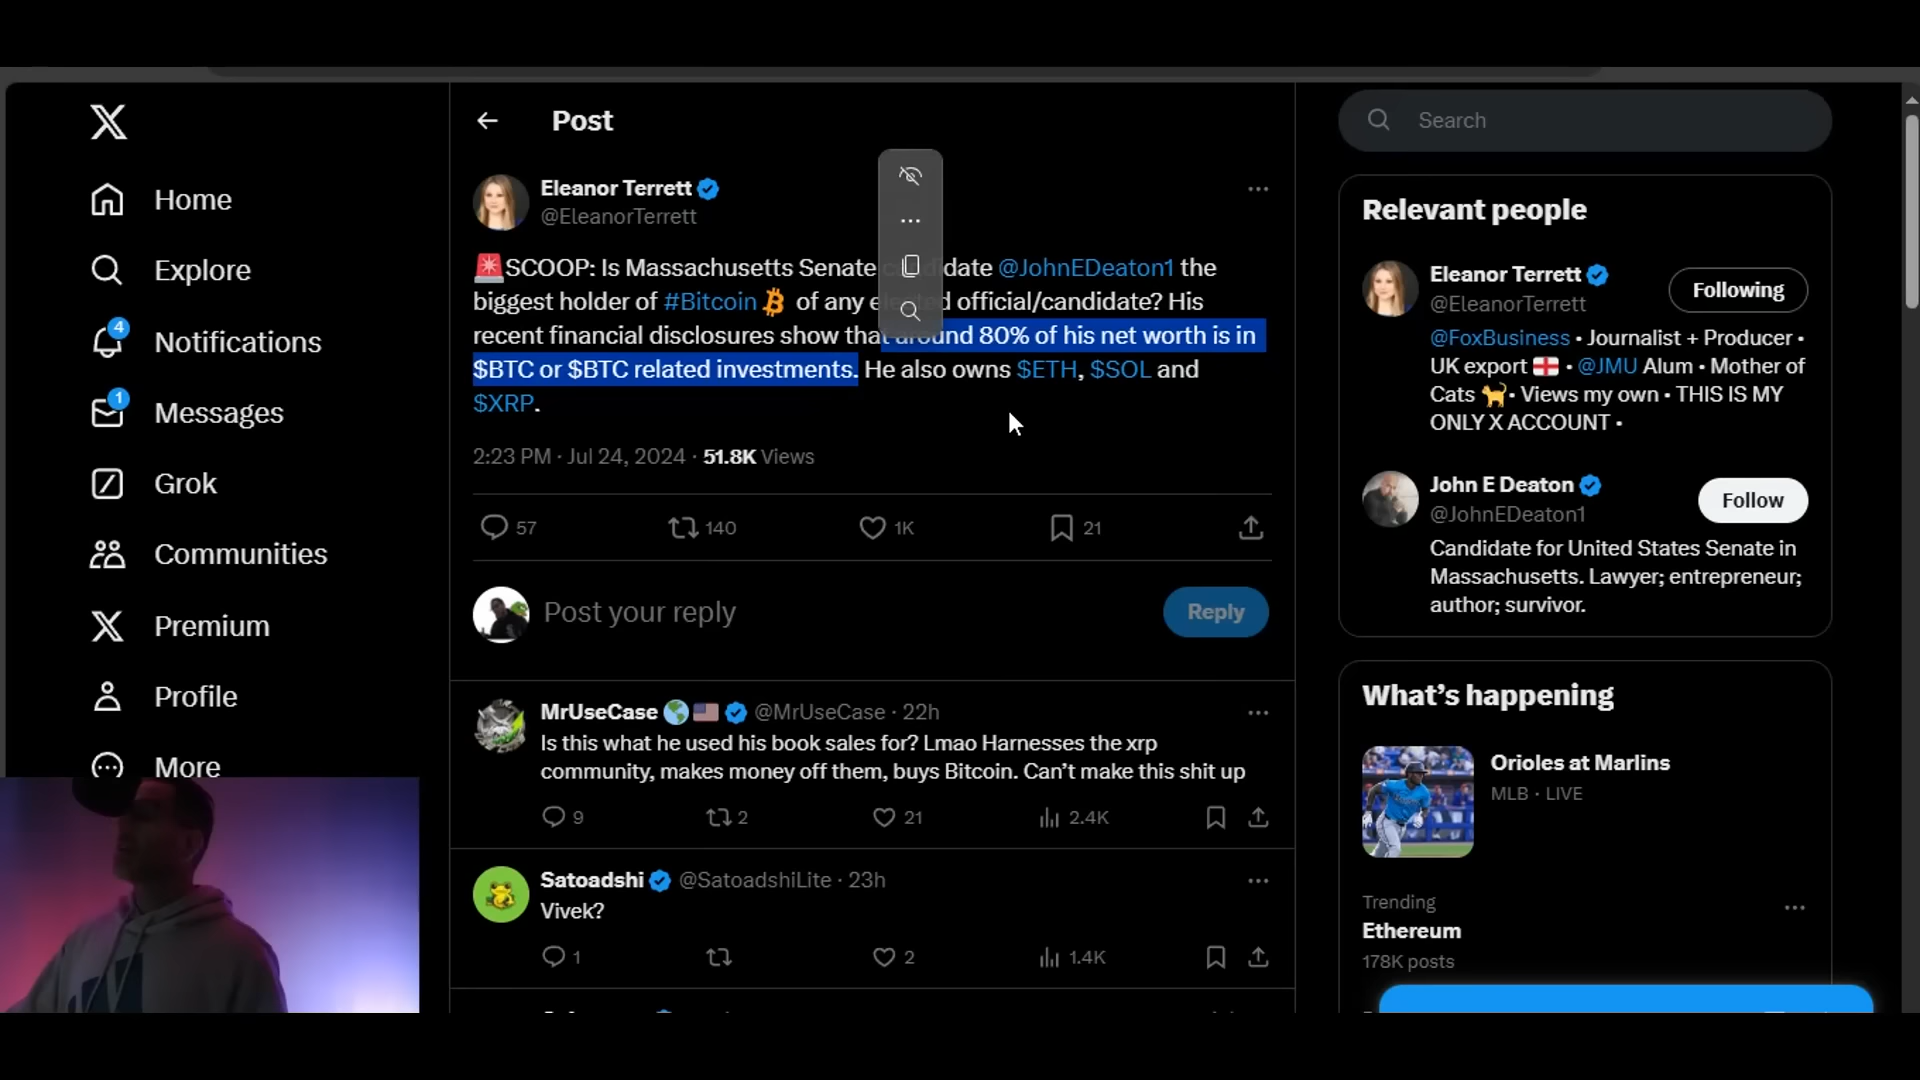 Post
Search
Home
Explore
4
Notifications
1
Messages
Grok
Communities
Premium
Profile
More
Eleanor Terrett
@EleanorTerrett
SCOOP: Is Massachusetts Senate candidate @JohnEDeaton1 the
biggest holder of #Bitcoin of any elected official/candidate? His
recent financial disclosures show that around 80% of his net worth is in
$BTC or $BTC related investments. He also owns $ETH, $SOL and
$XRP.
2:23 PM · Jul 24, 2024 · 51.8K Views
57 140 1K 21
Post your reply
Reply
MrUseCase @MrUseCase · 22h
Is this what he used his book sales for? Lmao Harnesses the xrp
community, makes money off them, buys Bitcoin. Can't make this shit up
9 2 21 2.4K
Satoadshi @SatoadshiLite · 23h
Vivek?
1 2 1.4K
Relevant people
Eleanor Terrett
@EleanorTerrett
Following
@FoxBusiness • Journalist + Producer •
UK export • @JMU Alum • Mother of
Cats • Views my own • THIS IS MY
ONLY X ACCOUNT •
John E Deaton
@JohnEDeaton1
Follow
Candidate for United States Senate in
Massachusetts. Lawyer; entrepreneur;
author; survivor.
What's happening
Orioles at Marlins
MLB · LIVE
Trending
Ethereum
178K posts